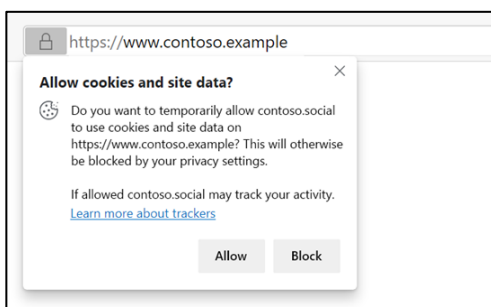 https://www.contoso.example
Allow cookies and site data?
Do you want to temporarily allow contoso.social
to use cookies and site data on
https://www.contoso.example? This will otherwise
be blocked by your privacy settings.
If allowed contoso.social may track your activity.
Learn more about trackers
Allow Block